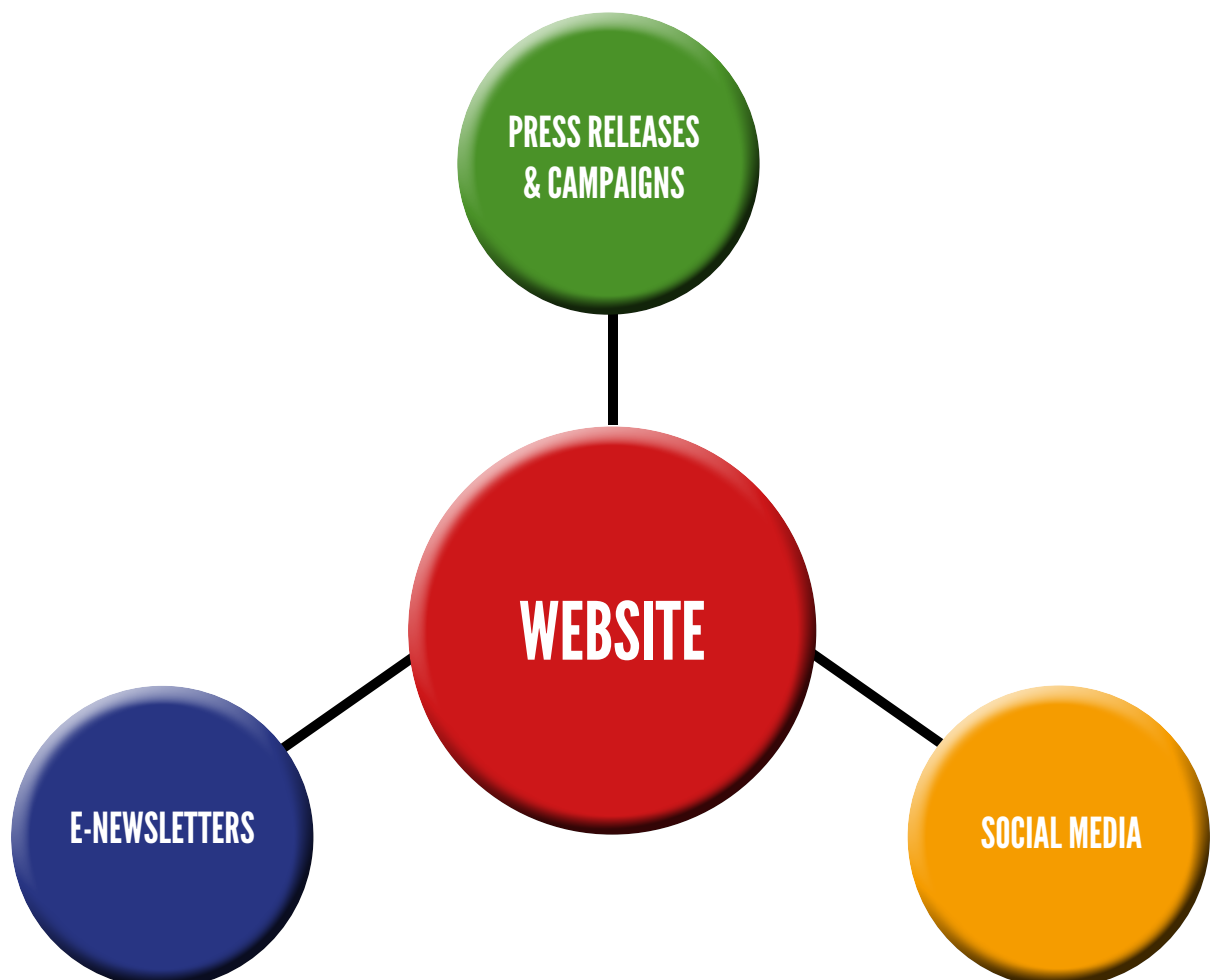 PRESS RELEASES
& CAMPAIGNS
WEBSITE
E-NEWSLETTERS
SOCIAL MEDIA